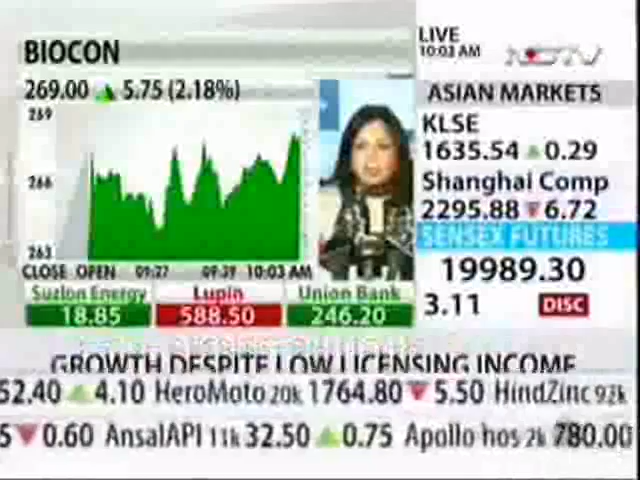 BIOCON
269.00 ▲ 5.75 (2.18%)
269
266
263
CLOSE OPEN 09:27 09:39 10:03 AM
Suzlon Energy Lupin Union Bank
18.85 588.50 246.20
LIVE
10:03 AM NDTV
ASIAN MARKETS
KLSE
1635.54 ▲ 0.29
Shanghai Comp
2295.88 ▼ 6.72
SENSEX FUTURES
19989.30
3.11 DISC
GROWTH DESPITE LOW LICENSING INCOME
52.40 ▲ 4.10 HeroMoto 20k 1764.80 ▼ 5.50 HindZinc 92k
5 ▼ 0.60 AnsalAPI 11k 32.50 ▲ 0.75 Apollo hos 2k 780.00